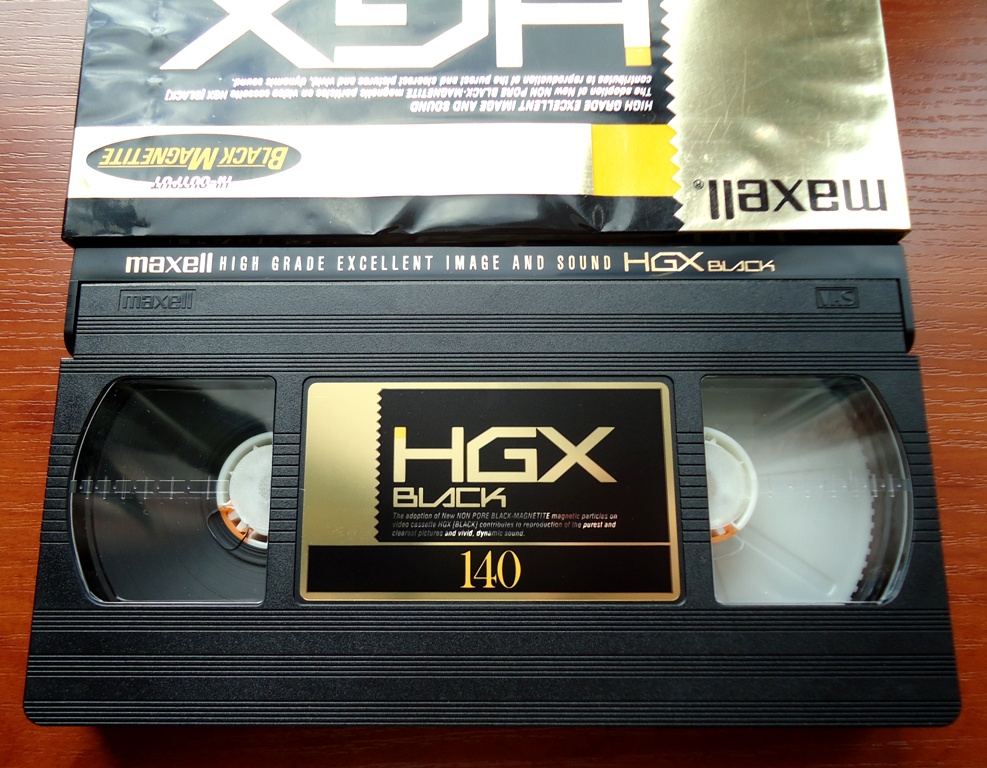 HGX
HIGH GRADE EXCELLENT IMAGE AND SOUND
The adoption of New NON PORE BLACK-MAGNETITE magnetic particles on video cassette HGX [BLACK]
contributes to reproduction of the purest and clearest pictures and vivid, dynamic sound.
BLACK MAGNETITE
HI-OUTPUT
maxell®
maxell HIGH GRADE EXCELLENT IMAGE AND SOUND HGX BLACK
maxell
VHS
HGX
BLACK
The adoption of New NON PORE BLACK-MAGNETITE magnetic particles on
video cassette HGX [BLACK] contributes to reproduction of the purest and
clearest pictures and vivid, dynamic sound.
140